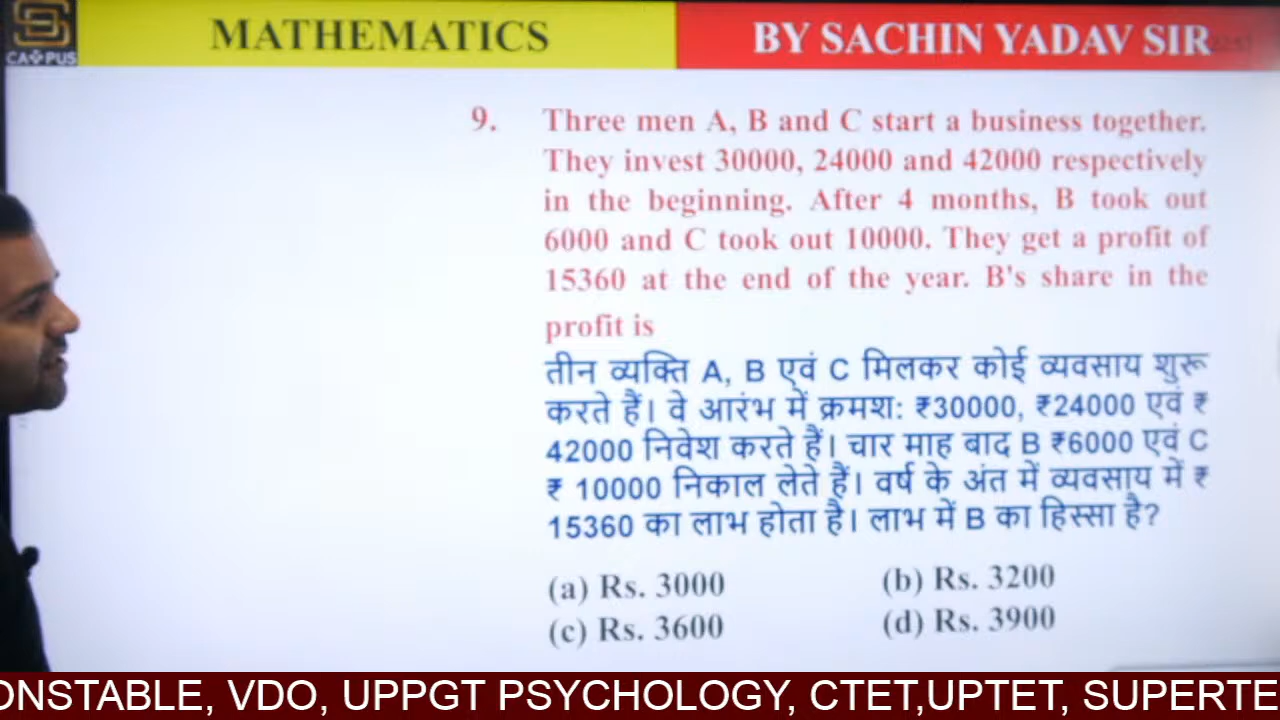 CAMPUS
MATHEMATICS
BY SACHIN YADAV SIR
9. Three men A, B and C start a business together.
They invest 30000, 24000 and 42000 respectively
in the beginning. After 4 months, B took out
6000 and C took out 10000. They get a profit of
15360 at the end of the year. B's share in the
profit is
तीन व्यक्ति A, B एवं C मिलकर कोई व्यवसाय शुरू
करते हैं। वे आरंभ में क्रमश: ₹30000, ₹24000 एवं ₹
42000 निवेश करते हैं। चार माह बाद B ₹6000 एवं C
₹ 10000 निकाल लेते हैं। वर्ष के अंत में व्यवसाय में ₹
15360 का लाभ होता है। लाभ में B का हिस्सा है?
(a) Rs. 3000 (b) Rs. 3200
(c) Rs. 3600 (d) Rs. 3900
ONSTABLE, VDO, UPPGT PSYCHOLOGY, CTET,UPTET, SUPERTE